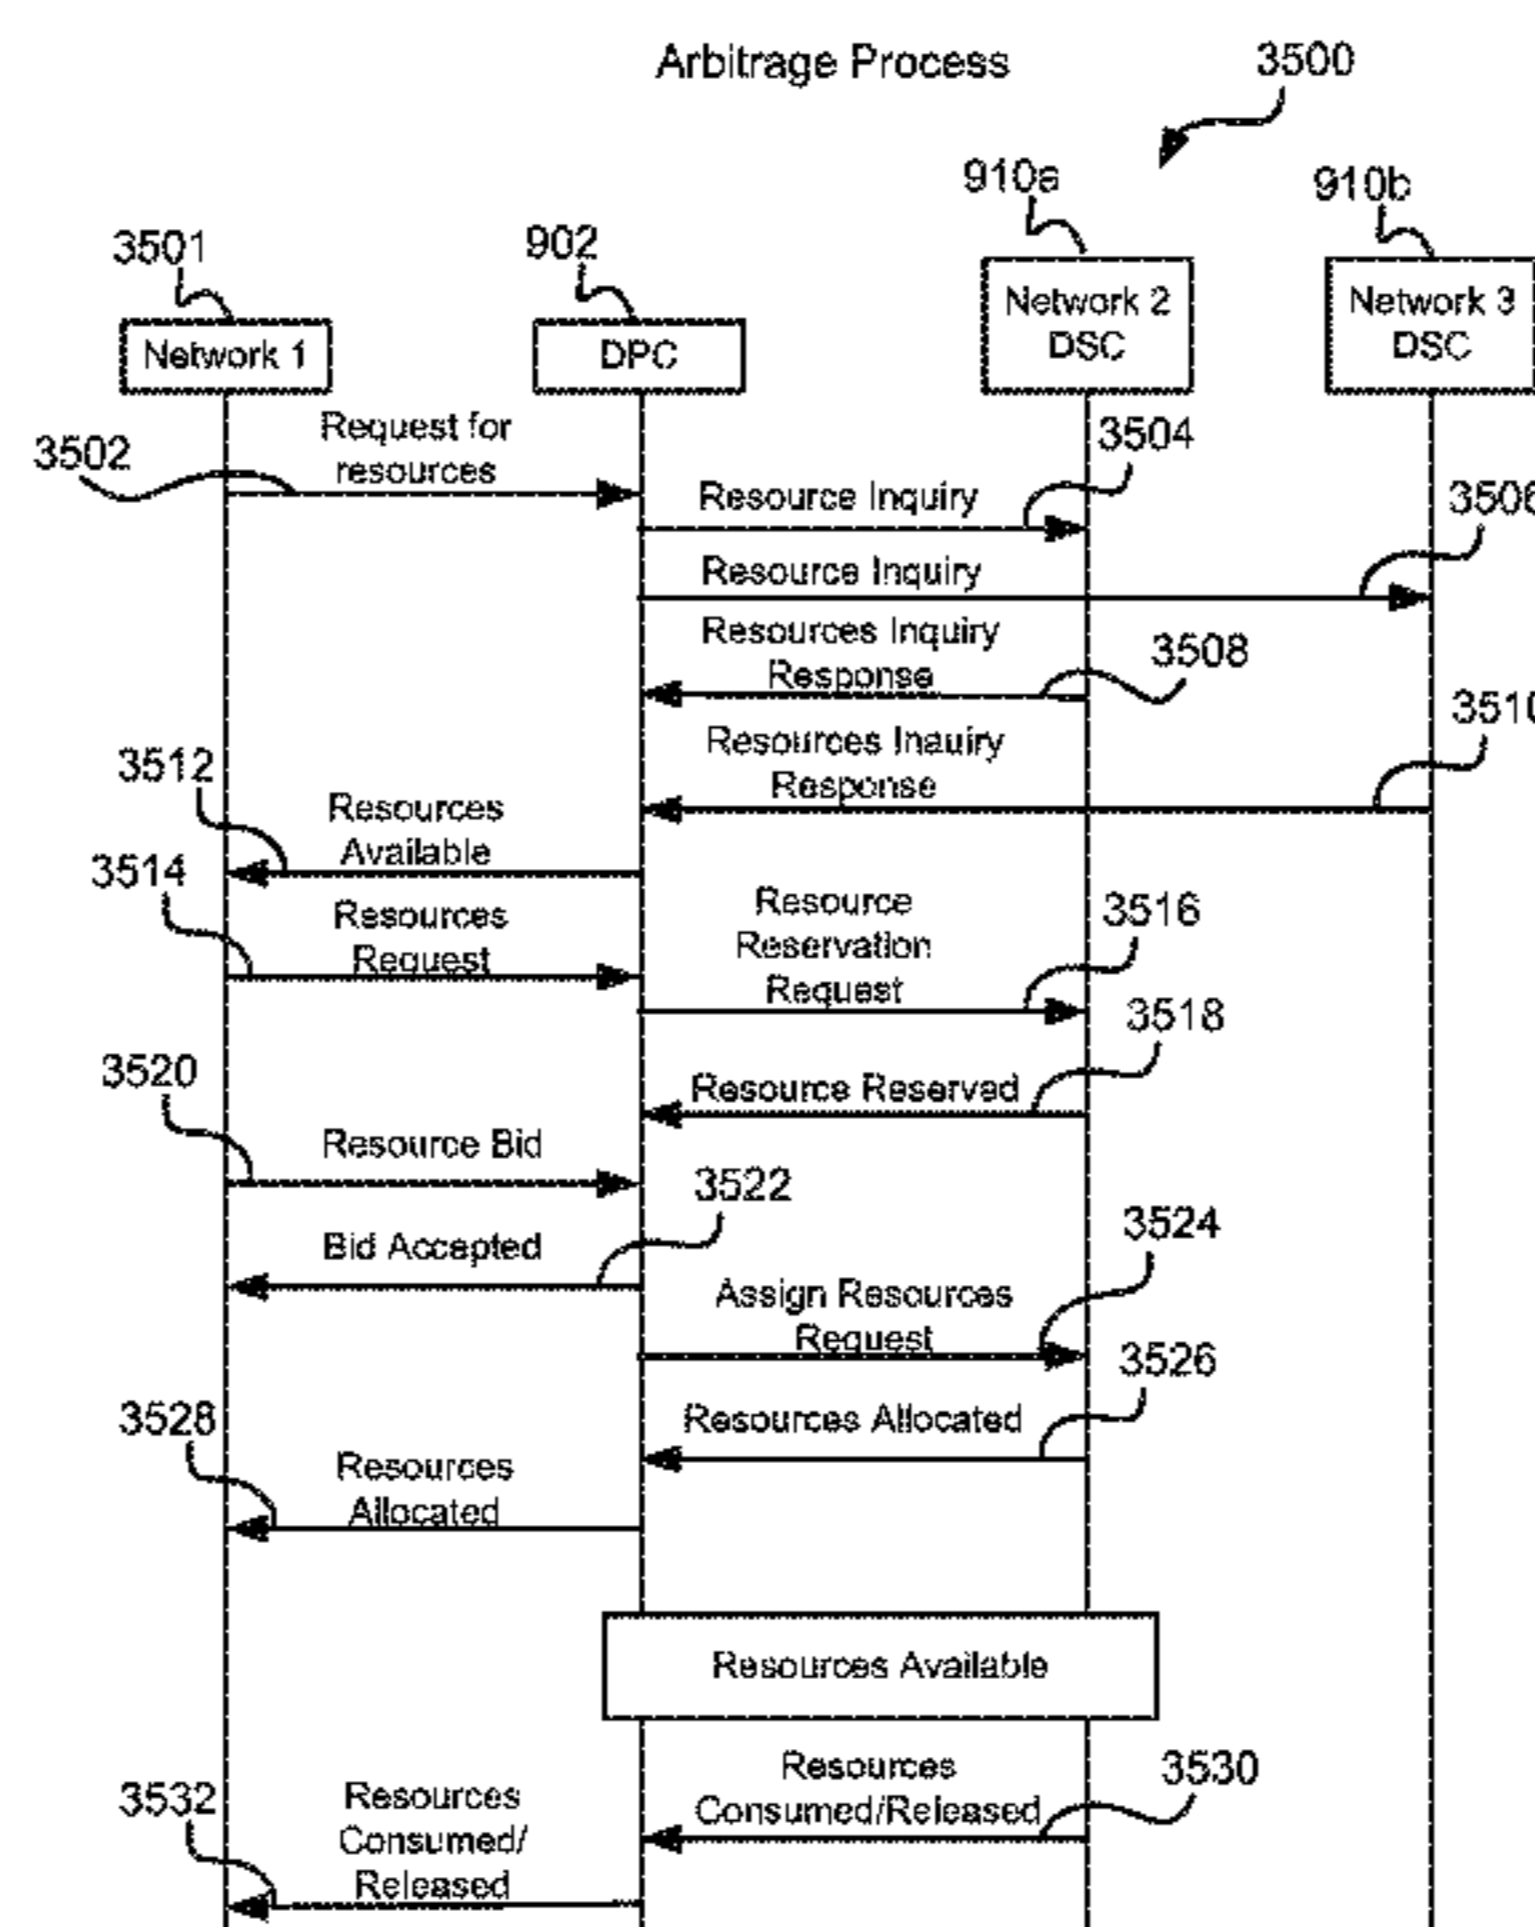 Arbitrage Process
3500
910a
910b
3501
902
Network 1
DPC
Network 2
DSC
Network 3
DSC
Request for
resources
3502
3504
Resource Inquiry
3506
Resource Inquiry
Resources Inquiry
Response
3508
3510
Resources Inquiry
Response
3512
Resources
Available
3514
Resources
Request
Resource
Reservation
Request
3516
3518
Resource Reserved
3520
Resource Bid
3522
Bid Accepted
3524
Assign Resources
Request
3526
Resources Allocated
3528
Resources
Allocated
Resources Available
Resources
Consumed/Released
3530
3532
Resources
Consumed/
Released